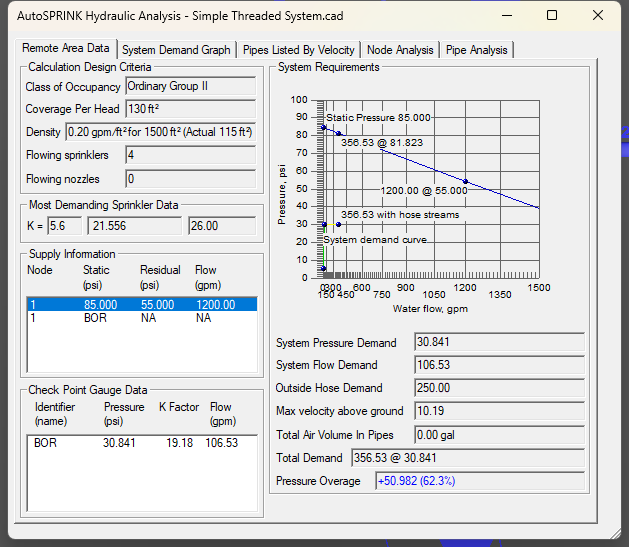 AutoSPRINK Hydraulic Analysis - Simple Threaded System.cad
Remote Area Data System Demand Graph Pipes Listed By Velocity Node Analysis Pipe Analysis
Calculation Design Criteria
Class of Occupancy Ordinary Group II
Coverage Per Head 130 ft²
Density 0.20 gpm/ft² for 1500 ft² (Actual 115 ft²)
Flowing sprinklers 4
Flowing nozzles 0
Most Demanding Sprinkler Data
K = 5.6 21.556 26.00
Supply Information
Node Static Residual Flow
(psi) (psi) (gpm)
1 85.000 55.000 1200.00
1 BOR NA NA
Check Point Gauge Data
Identifier Pressure K Factor Flow
(name) (psi) (gpm)
BOR 30.841 19.18 106.53
System Requirements
100
90
80
70
60
50
40
30
20
10
0
Pressure, psi
Static Pressure 85.000
356.53 @ 81.823
1200.00 @ 55.000
356.53 with hose streams
System demand curve
0 300 600 900 1200 1500
150 450 750 1050 1350
Water flow, gpm
System Pressure Demand 30.841
System Flow Demand 106.53
Outside Hose Demand 250.00
Max velocity above ground 10.19
Total Air Volume In Pipes 0.00 gal
Total Demand 356.53 @ 30.841
Pressure Overage +50.982 (62.3%)